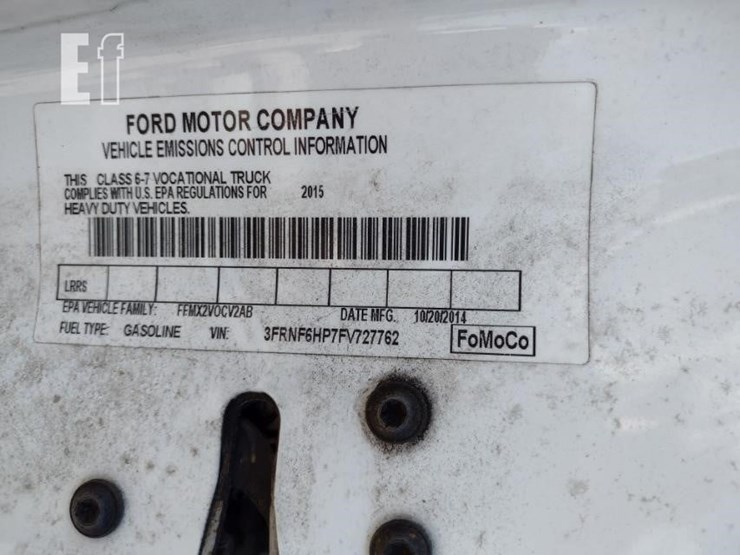 Ef
FORD MOTOR COMPANY
VEHICLE EMISSIONS CONTROL INFORMATION
THIS CLASS 6-7 VOCATIONAL TRUCK
COMPLIES WITH U.S. EPA REGULATIONS FOR 2015
HEAVY DUTY VEHICLES.
LRRS
EPA VEHICLE FAMILY: FFMX2VOCV2AB DATE MFG. 10/20/2014
FUEL TYPE: GASOLINE VIN: 3FRNF6HP7FV727762 FoMoCo